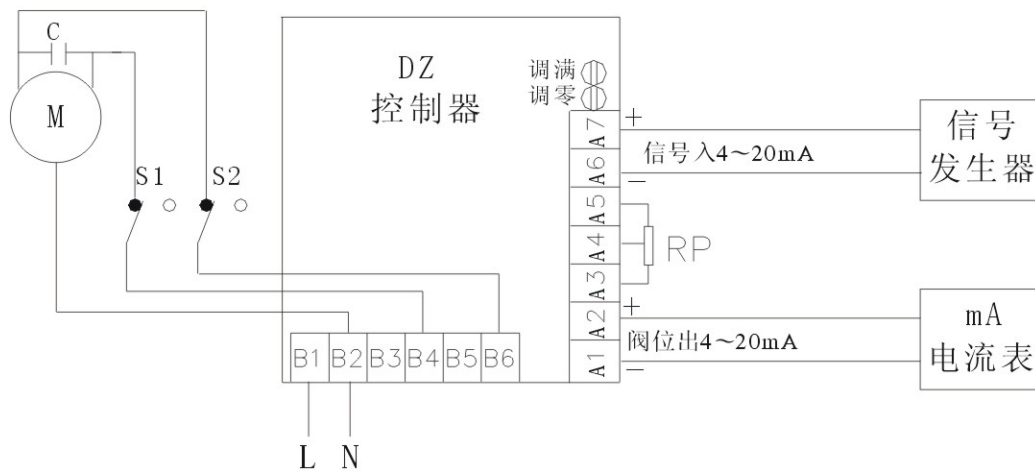 C
M
S1
S2
DZ
控制器
调满
调零
A7
A6
A5
A4
A3
A2
A1
+
信号入4～20mA
−
RP
+
阀位出4～20mA
−
信号
发生器
mA
电流表
B1 B2 B3 B4 B5 B6
L N